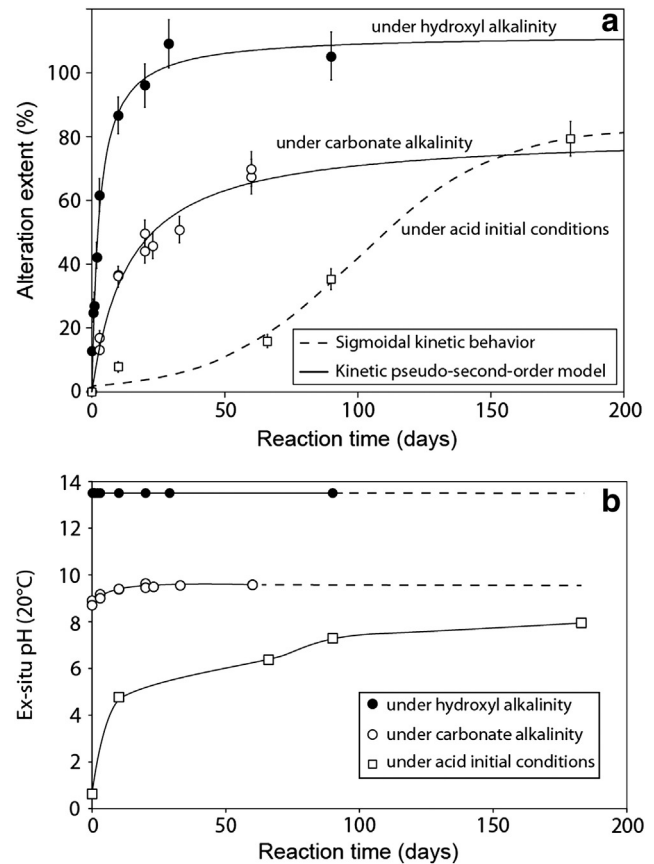 a
under hydroxyl alkalinity
100
under carbonate alkalinity
80
60
under acid initial conditions
40
20
0
Alteration extent (%)
Sigmoidal kinetic behavior
Kinetic pseudo-second-order model
0 50 100 150 200
Reaction time (days)
b
14
12
10
8
6
4
2
0
Ex-situ pH (20°C)
under hydroxyl alkalinity
under carbonate alkalinity
under acid initial conditions
0 50 100 150 200
Reaction time (days)